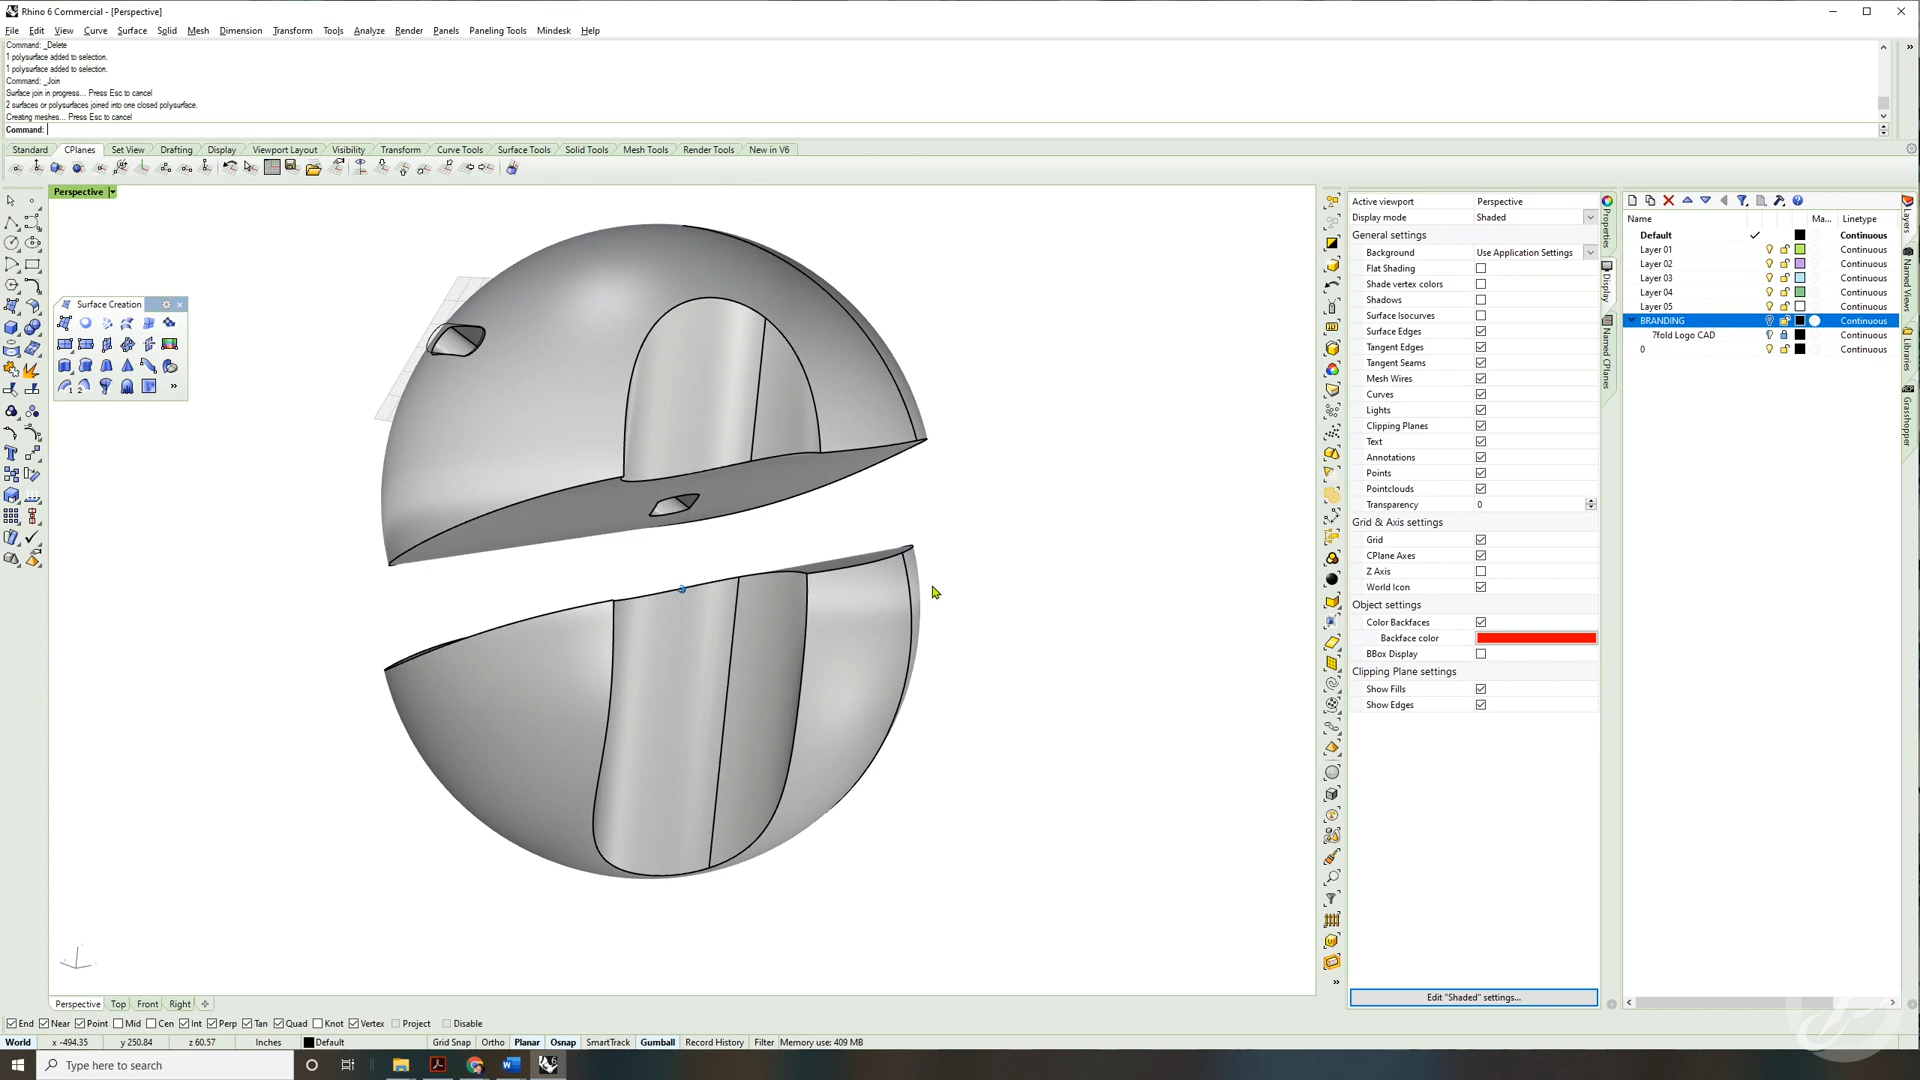 Rhino 6 Commercial - [Perspective]
File Edit View Curve Surface Solid Mesh Dimension Transform Tools Analyze Render Panels Paneling Tools Mindesk Help
Command: _Delete
1 polysurface added to selection.
1 polysurface added to selection.
Command: _Join
Surface join in progress... Press Esc to cancel
2 surfaces or polysurfaces joined into one closed polysurface.
Creating meshes... Press Esc to cancel
Command:
Standard CPlanes Set View Drafting Display Viewport Layout Visibility Transform Curve Tools Surface Tools Solid Tools Mesh Tools Render Tools New in V6
Perspective
Surface Creation
Active viewport Perspective
Display mode Shaded
General settings
Background Use Application Settings
Flat Shading
Shade vertex colors
Shadows
Surface Isocurves
Surface Edges
Tangent Edges
Tangent Seams
Mesh Wires
Curves
Lights
Clipping Planes
Text
Annotations
Points
Pointclouds
Transparency 0
Grid & Axis settings
Grid
CPlane Axes
Z Axis
World Icon
Object settings
Color Backfaces
Backface color
BBox Display
Clipping Plane settings
Show Fills
Show Edges
Edit "Shaded" settings...
Properties
Display
Named CPlanes
Name Ma... Linetype
Default Continuous
Layer 01 Continuous
Layer 02 Continuous
Layer 03 Continuous
Layer 04 Continuous
Layer 05 Continuous
BRANDING Continuous
7fold Logo CAD Continuous
0 Continuous
Layers
Named Views
Libraries
Grasshopper
Perspective Top Front Right
End Near Point Mid Cen Int Perp Tan Quad Knot Vertex Project Disable
World x -494.35 y 250.84 z 60.57 Inches Default Grid Snap Ortho Planar Osnap SmartTrack Gumball Record History Filter Memory use: 409 MB
Type here to search